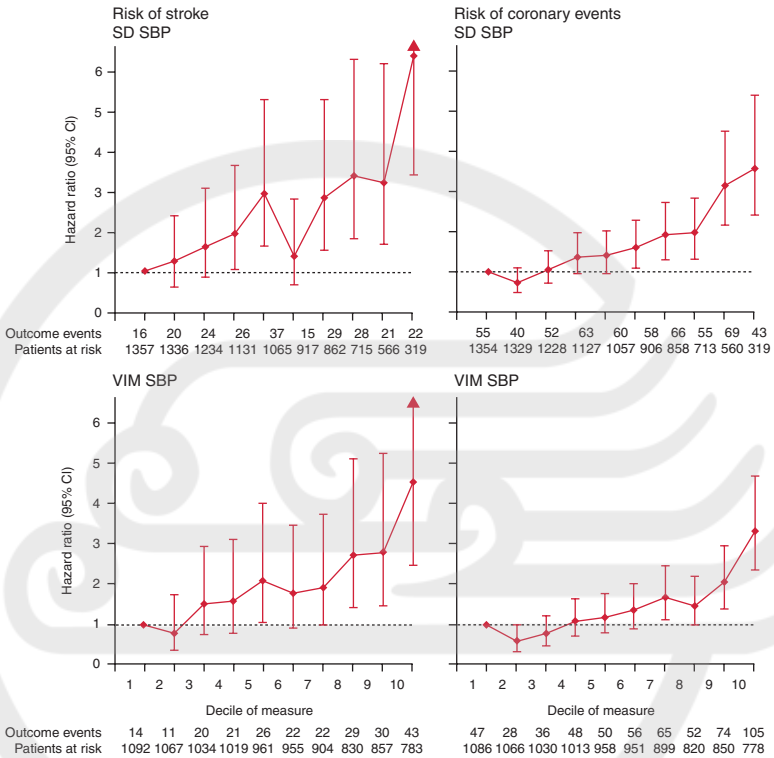 Risk of stroke
SD SBP
Risk of coronary events
SD SBP
Hazard ratio (95% CI)
6
5
4
3
2
1
0
Outcome events 16 20 24 26 37 15 29 28 21 22 55 40 52 63 60 58 66 55 69 43
Patients at risk 1357 1336 1234 1131 1065 917 862 715 566 319 1354 1329 1228 1127 1057 906 858 713 560 319
VIM SBP
VIM SBP
Hazard ratio (95% CI)
6
5
4
3
2
1
0
1 2 3 4 5 6 7 8 9 10 1 2 3 4 5 6 7 8 9 10
Decile of measure Decile of measure
Outcome events 14 11 20 21 26 22 22 29 30 43 47 28 36 48 50 56 65 52 74 105
Patients at risk 1092 1067 1034 1019 961 955 904 830 857 783 1086 1066 1030 1013 958 951 899 820 850 778